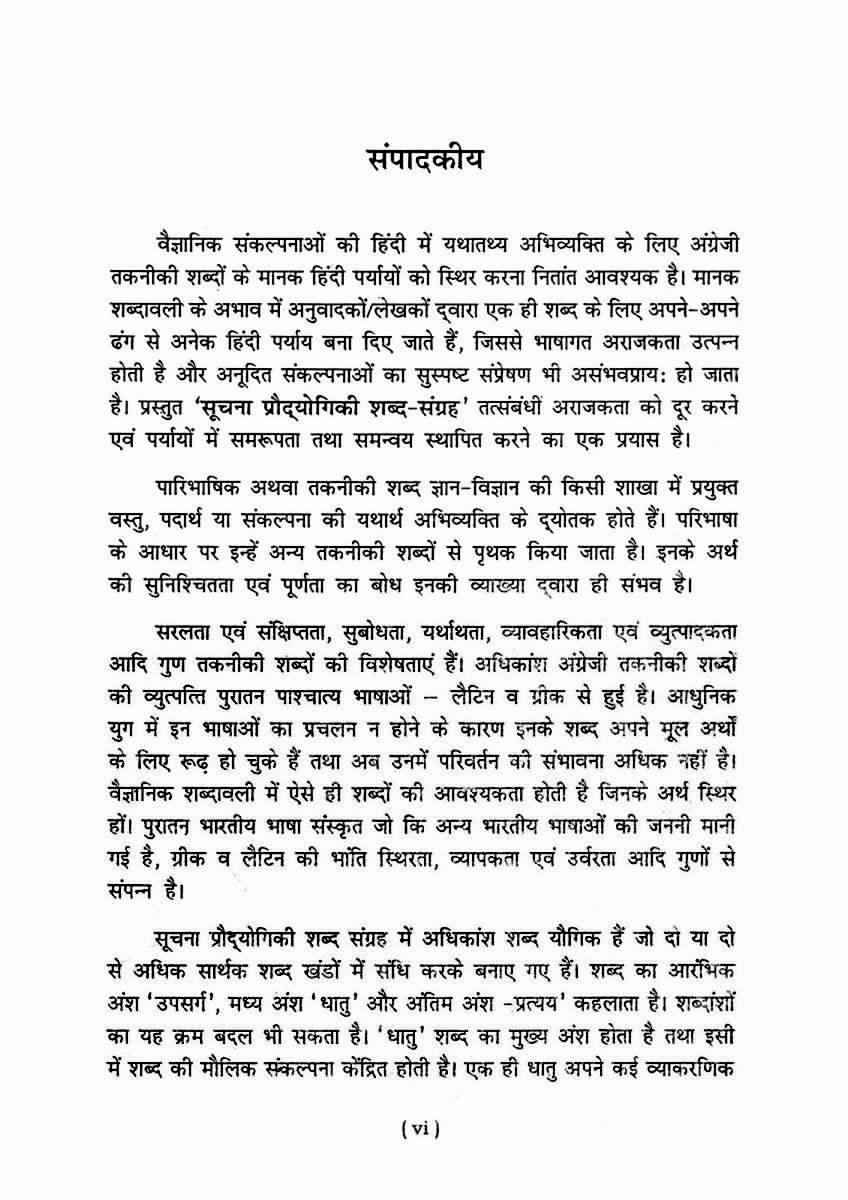 संपादकीय
वैज्ञानिक संकल्पनाओं की हिंदी में यथातथ्य अभिव्यक्ति के लिए अंग्रेजी
तकनीकी शब्दों के मानक हिंदी पर्यायों को स्थिर करना नितांत आवश्यक है। मानक
शब्दावली के अभाव में अनुवादकों/लेखकों द्वारा एक ही शब्द के लिए अपने-अपने
ढंग से अनेक हिंदी पर्याय बना दिए जाते हैं, जिससे भाषागत अराजकता उत्पन्न
होती है और अनूदित संकल्पनाओं का सुस्पष्ट संप्रेषण भी असंभवप्राय: हो जाता
है। प्रस्तुत ‘सूचना प्रौद्योगिकी शब्द-संग्रह’ तत्संबंधीं अराजकता को दूर करने
एवं पर्यायों में समरूपता तथा समन्वय स्थापित करने का एक प्रयास है।
पारिभाषिक अथवा तकनीकी शब्द ज्ञान-विज्ञान की किसी शाखा में प्रयुक्त
वस्तु, पदार्थ या संकल्पना की यथार्थ अभिव्यक्ति के द्योतक होते हैं। परिभाषा
के आधार पर इन्हें अन्य तकनीकी शब्दों से पृथक किया जाता है। इनके अर्थ
की सुनिश्चितता एवं पूर्णता का बोध इनकी व्याख्या द्वारा ही संभव है।
सरलता एवं संक्षिप्तता, सुबोधता, यर्थाथता, व्यावहारिकता एवं व्युत्पादकता
आदि गुण तकनीकी शब्दों की विशेषताएं हैं। अधिकांश अंग्रेजी तकनीकी शब्दों
की व्युत्पत्ति पुरातन पाश्चात्य भाषाओं – लैटिन व ग्रीक से हुई है। आधुनिक
युग में इन भाषाओं का प्रचलन न होने के कारण इनके शब्द अपने मूल अर्थों
के लिए रूढ़ हो चुके हैं तथा अब उनमें परिवर्तन की संभावना अधिक नहीं है।
वैज्ञानिक शब्दावली में ऐसे ही शब्दों की आवश्यकता होती है जिनके अर्थ स्थिर
हों। पुरातन भारतीय भाषा संस्कृत जो कि अन्य भारतीय भाषाओं की जननी मानी
गई है, ग्रीक व लैटिन की भांति स्थिरता, व्यापकता एवं उर्वरता आदि गुणों से
संपन्न है।
सूचना प्रौद्योगिकी शब्द संग्रह में अधिकांश शब्द यौगिक हैं जो दो या दो
से अधिक सार्थक शब्द खंडों में संधि करके बनाए गए हैं। शब्द का आरंभिक
अंश ‘उपसर्ग’, मध्य अंश ‘धातु’ और अंतिम अंश -प्रत्यय’ कहलाता है। शब्दांशों
का यह क्रम बदल भी सकता है। ‘धातु’ शब्द का मुख्य अंश होता है तथा इसी
में शब्द की मौलिक संकल्पना केंद्रित होती है। एक ही धातु अपने कई व्याकरणिक
( vi )